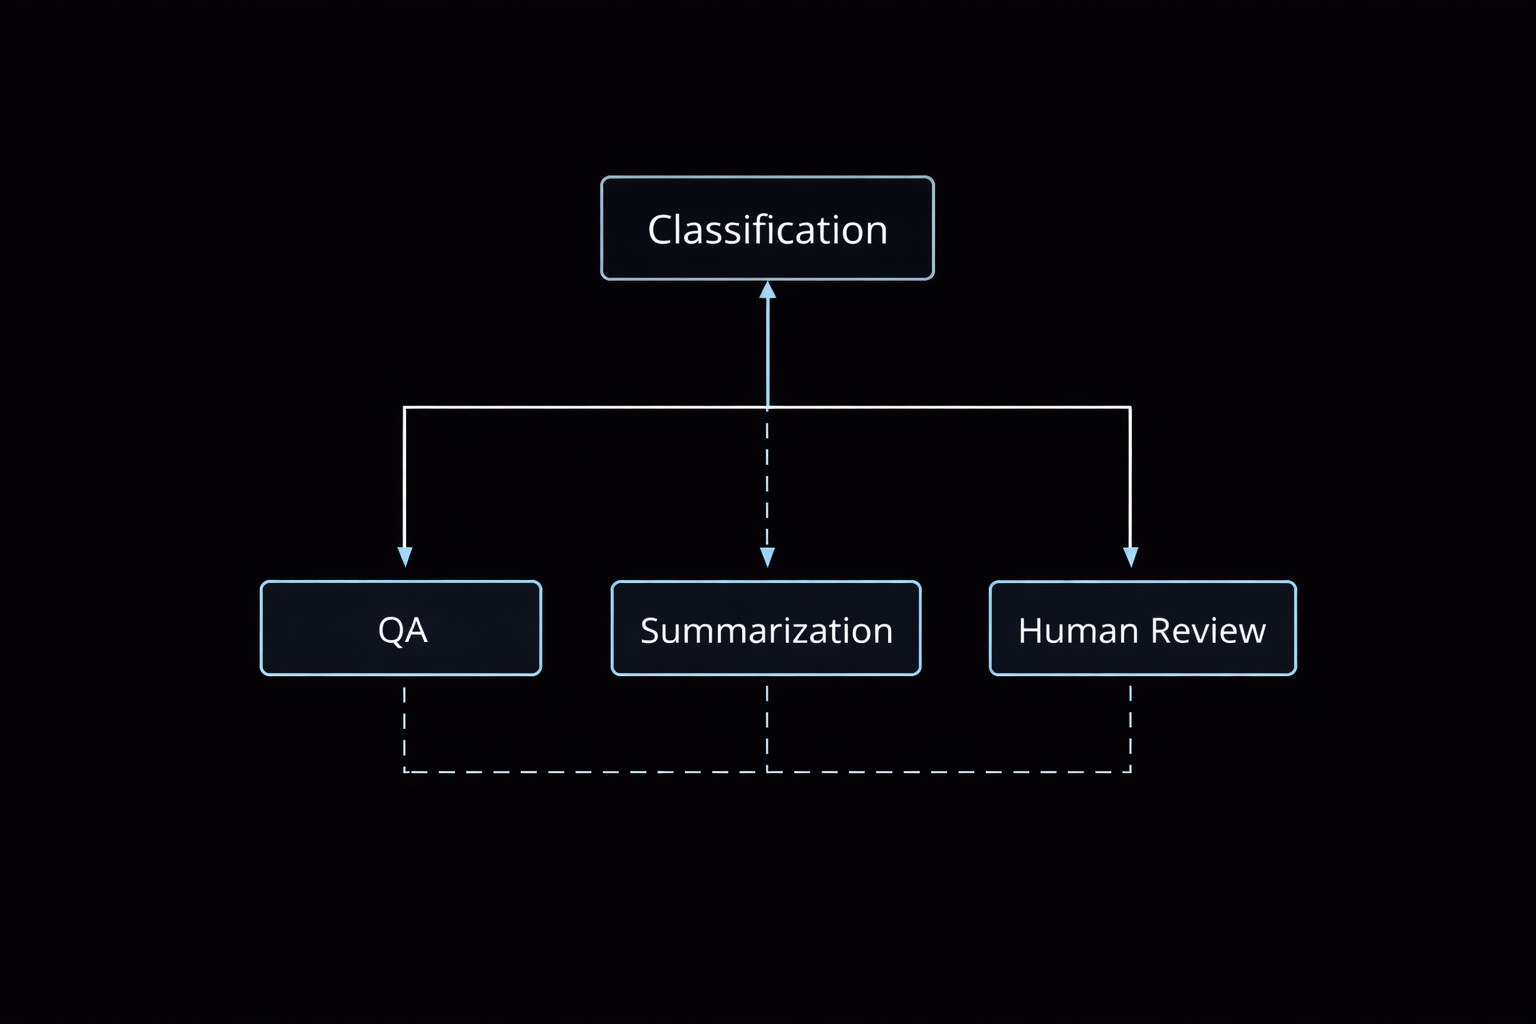 Classification
QA
Summarization
Human Review